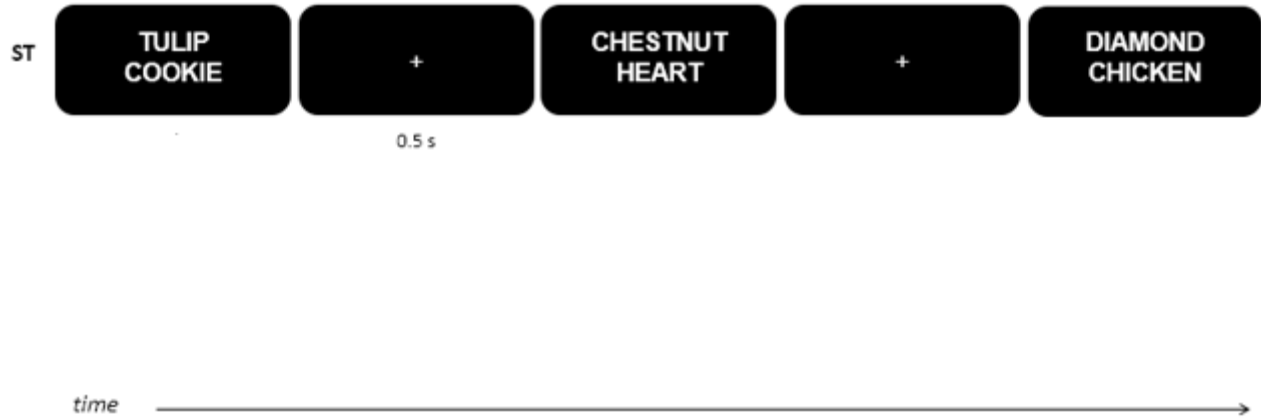 ST
TULIP
COOKIE
+
CHESTNUT
HEART
+
DIAMOND
CHICKEN
0.5 s
time